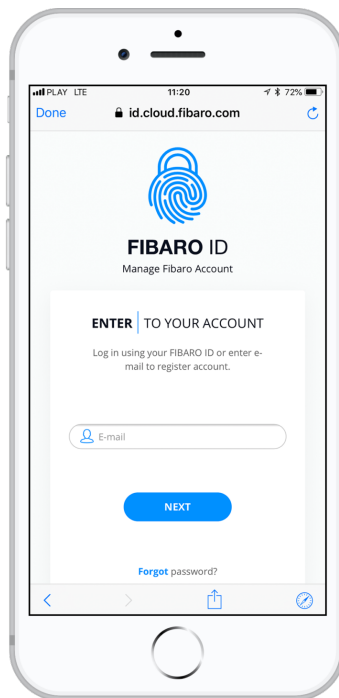 PLAY LTE 11:20 72%
Done id.cloud.fibaro.com
FIBARO ID
Manage Fibaro Account
ENTER TO YOUR ACCOUNT
Log in using your FIBARO ID or enter e-
mail to register account.
E-mail
NEXT
Forgot password?